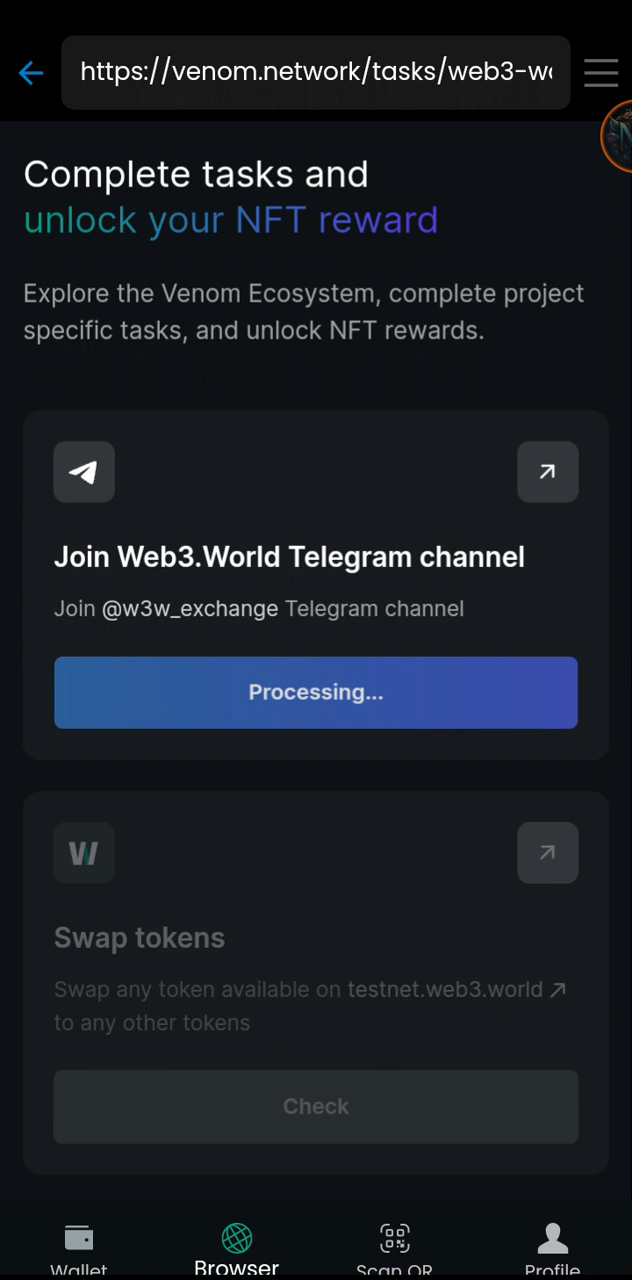 https://venom.network/tasks/web3-wo
Complete tasks and
unlock your NFT reward
Explore the Venom Ecosystem, complete project
specific tasks, and unlock NFT rewards.
Join Web3.World Telegram channel
Join @w3w_exchange Telegram channel
Processing...
Swap tokens
Swap any token available on testnet.web3.world ↗
to any other tokens
Check
Wallet Browser Scan QR Profile